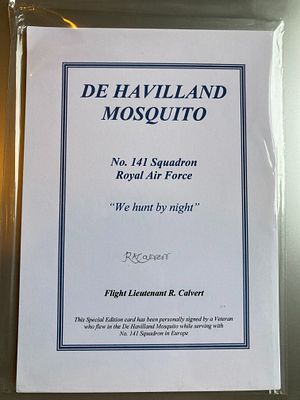 DE HAVILLAND
MOSQUITO
No. 141 Squadron
Royal Air Force
"We hunt by night"
RACalvert
Flight Lieutenant R. Calvert
This Special Edition card has been personally signed by a Veteran
who flew in the De Havilland Mosquito while serving with
No. 141 Squadron in Europe